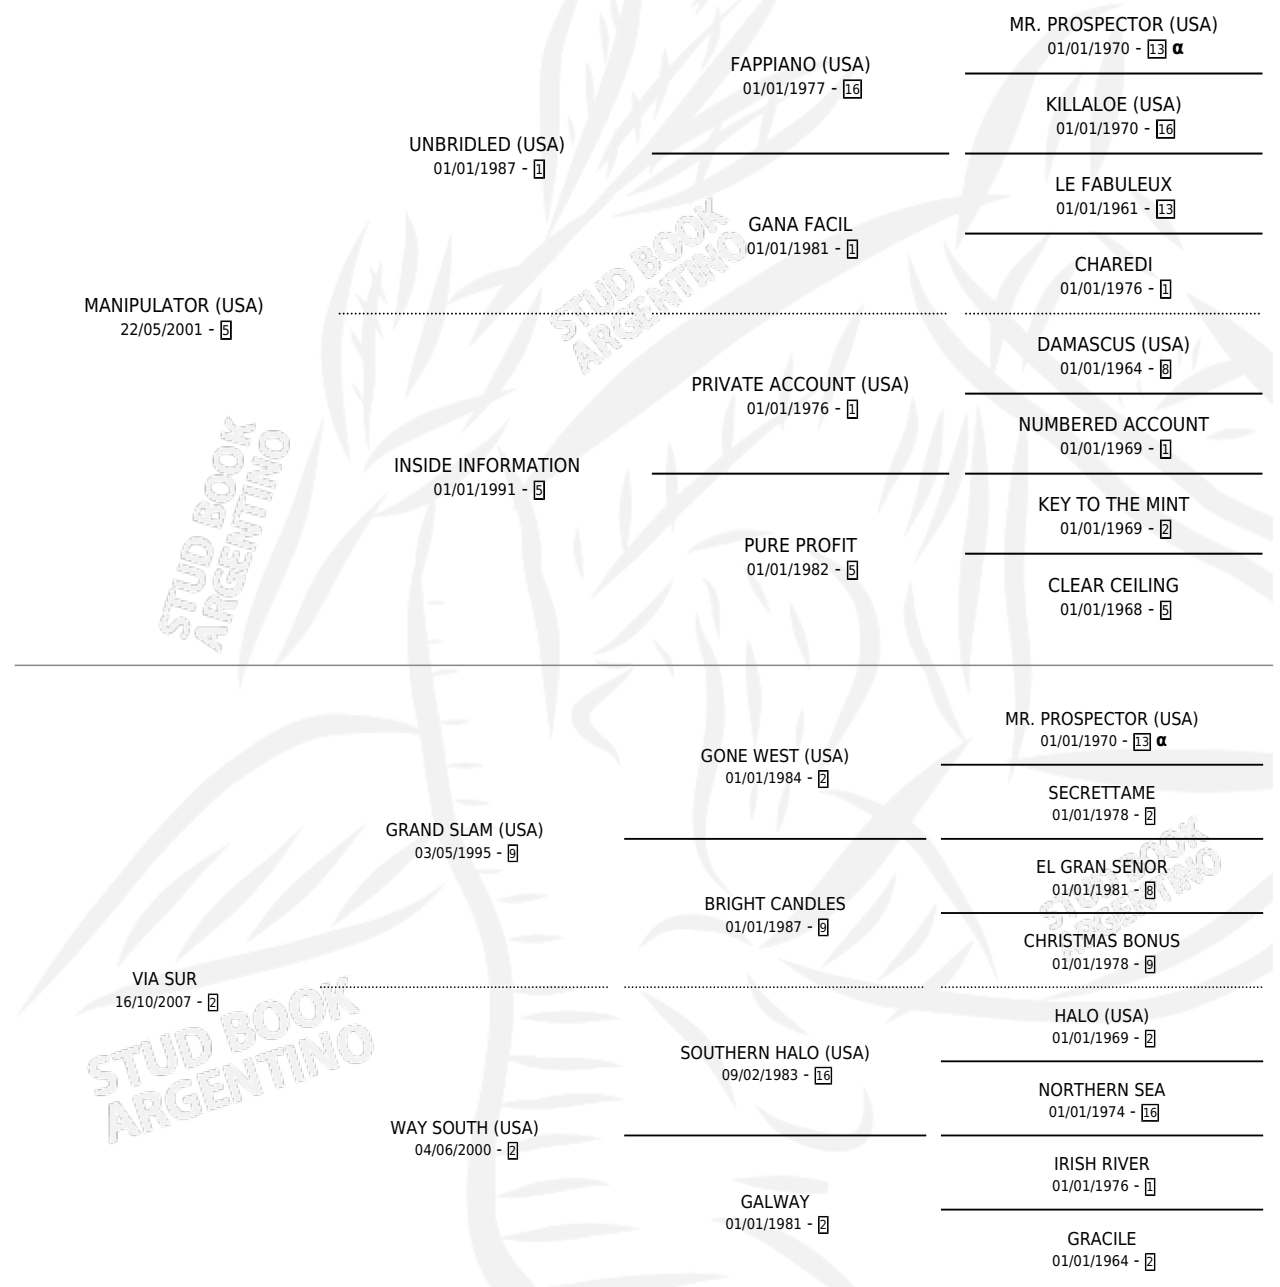 MR. PROSPECTOR (USA)
01/01/1970 - 13 α
FAPPIANO (USA)
01/01/1977 - 16
KILLALOE (USA)
01/01/1970 - 16
UNBRIDLED (USA)
01/01/1987 - 1
LE FABULEUX
01/01/1961 - 13
GANA FACIL
01/01/1981 - 1
CHAREDI
01/01/1976 - 1
MANIPULATOR (USA)
22/05/2001 - 5
STUD BOOK
ARGENTINO
DAMASCUS (USA)
01/01/1964 - 8
PRIVATE ACCOUNT (USA)
01/01/1976 - 1
NUMBERED ACCOUNT
01/01/1969 - 1
INSIDE INFORMATION
01/01/1991 - 5
KEY TO THE MINT
01/01/1969 - 2
PURE PROFIT
01/01/1982 - 5
CLEAR CEILING
01/01/1968 - 5
STUD BOOK
ARGENTINO
MR. PROSPECTOR (USA)
01/01/1970 - 13 α
GONE WEST (USA)
01/01/1984 - 2
SECRETTAME
01/01/1978 - 2
GRAND SLAM (USA)
03/05/1995 - 9
EL GRAN SENOR
01/01/1981 - 8
BRIGHT CANDLES
01/01/1987 - 9
CHRISTMAS BONUS
01/01/1978 - 9
STUD BOOK
ARGENTINO
VIA SUR
16/10/2007 - 2
HALO (USA)
01/01/1969 - 2
SOUTHERN HALO (USA)
09/02/1983 - 16
NORTHERN SEA
01/01/1974 - 16
STUD BOOK
ARGENTINO
WAY SOUTH (USA)
04/06/2000 - 2
IRISH RIVER
01/01/1976 - 1
GALWAY
01/01/1981 - 2
GRACILE
01/01/1964 - 2